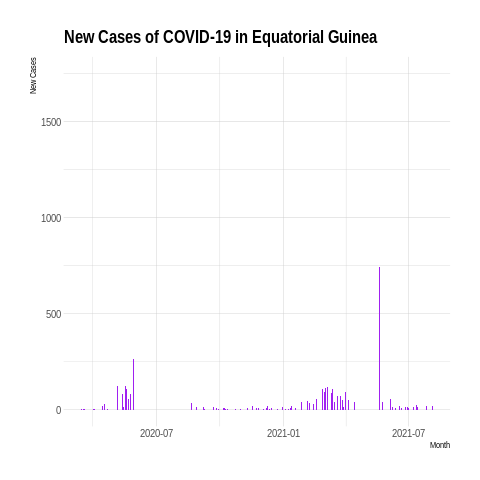 New Cases of COVID-19 in Equatorial Guinea
New Cases
1500
1000
500
0
2020-07 2021-01 2021-07
Month